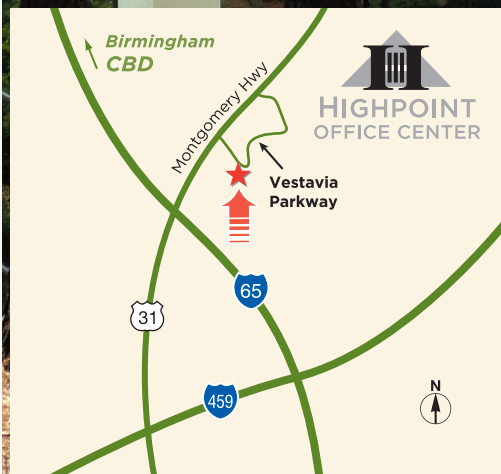 Birmingham
CBD
Montgomery Hwy
H
HIGHPOINT
OFFICE CENTER
Vestavia
Parkway
65
31
459
N